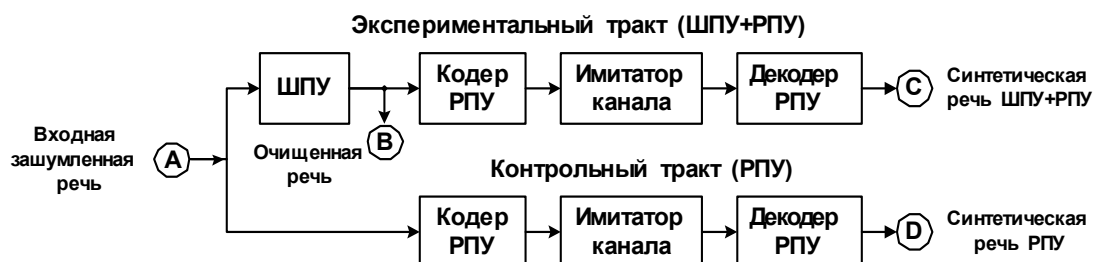 Экспериментальный тракт (ШПУ+РПУ)
ШПУ
Кодер
РПУ
Имитатор
канала
Декодер
РПУ
C
Синтетическая
речь ШПУ+РПУ
Входная
зашумленная
речь
A
Очищенная
речь
B
Контрольный тракт (РПУ)
Кодер
РПУ
Имитатор
канала
Декодер
РПУ
D
Синтетическая
речь РПУ